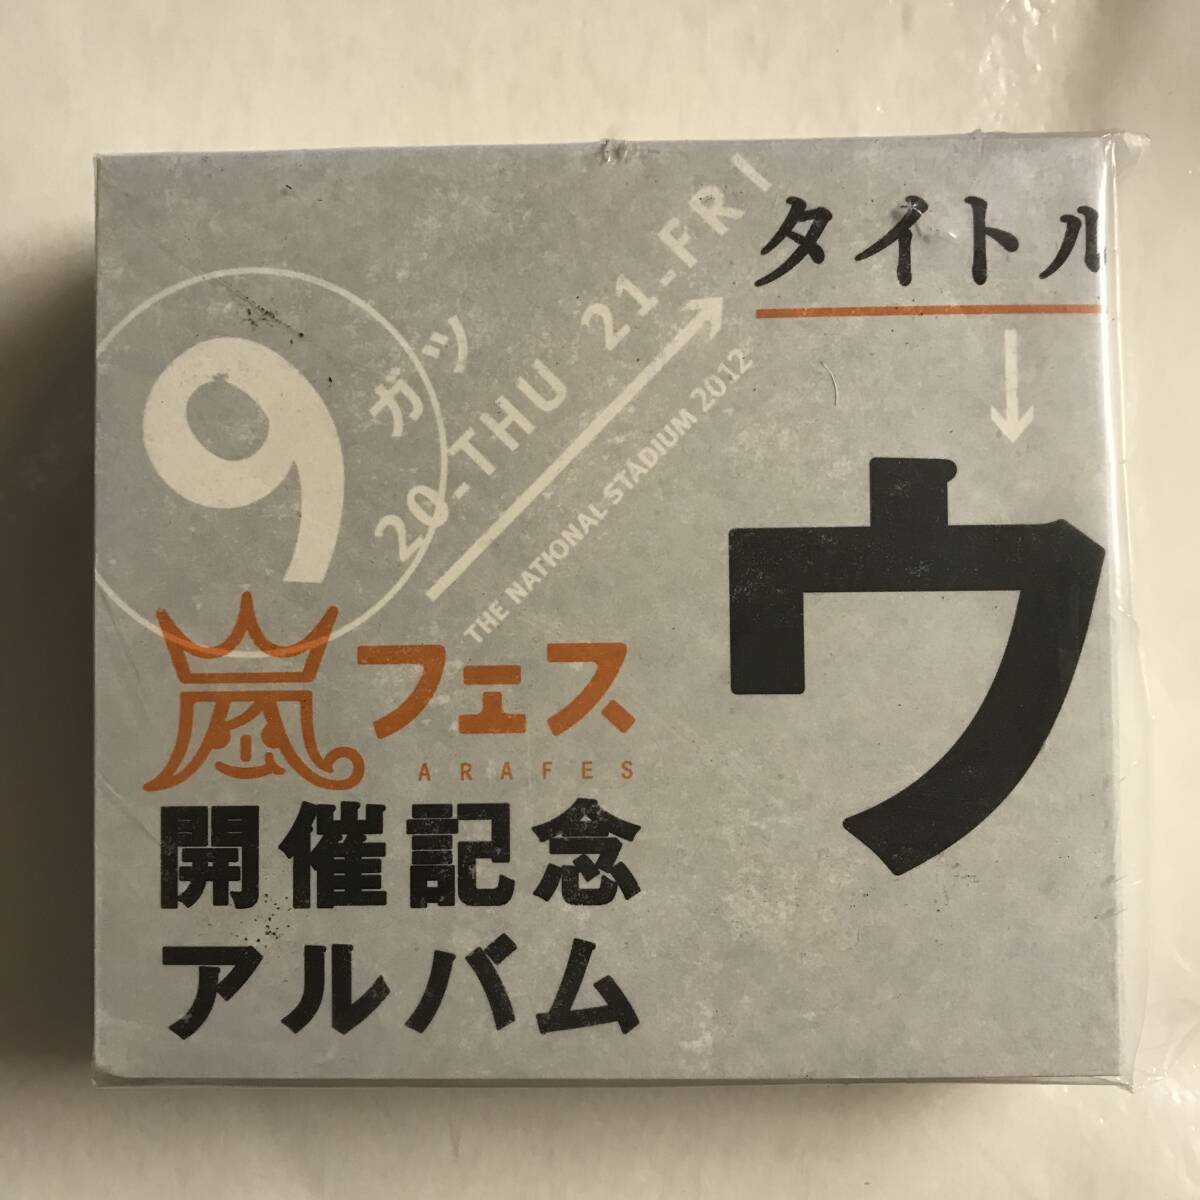 9
ガツ
20-THU 21-FRI
THE NATIONAL STADIUM 2012
タイトル
ウ
嵐フェス
ARAFES
開催記念
アルバム